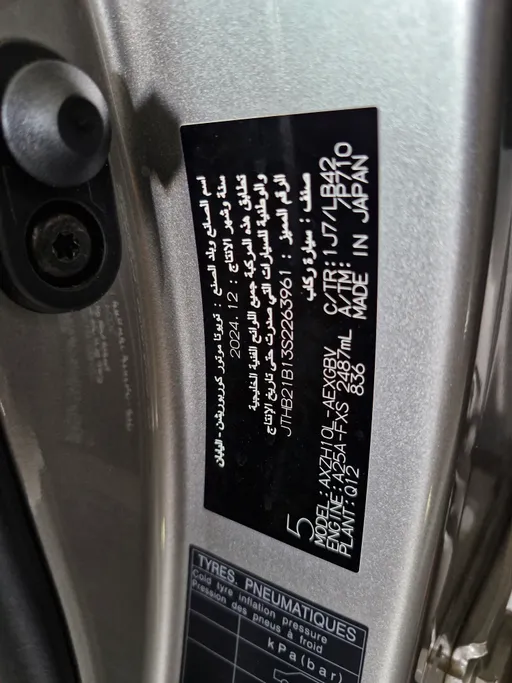 اسم الصانع وبلد الصنع : تويوتا موتور كوربوريشن - اليابان
سنة وشهر الانتاج : 2024.12
تطابق هذه المركبة جميع اللوائح الفنية الخليجية
والوطنية للسيارات التي صدرت حتى تاريخ الإنتاج
الرقم المميز : JTHB21B13S2263961
صنف : سيارة ركاب
5
MODEL:AXZH10L-AEXGBV C/TR:1J7/LB42
ENGINE:A25A-FXS 2487mL A/TM: 7B710
PLANT:Q12 836 MADE IN JAPAN
TYRES, PNEUMATIQUES
Cold tyre inflation pressure
Pression des pneus à froid
kPa(bar)